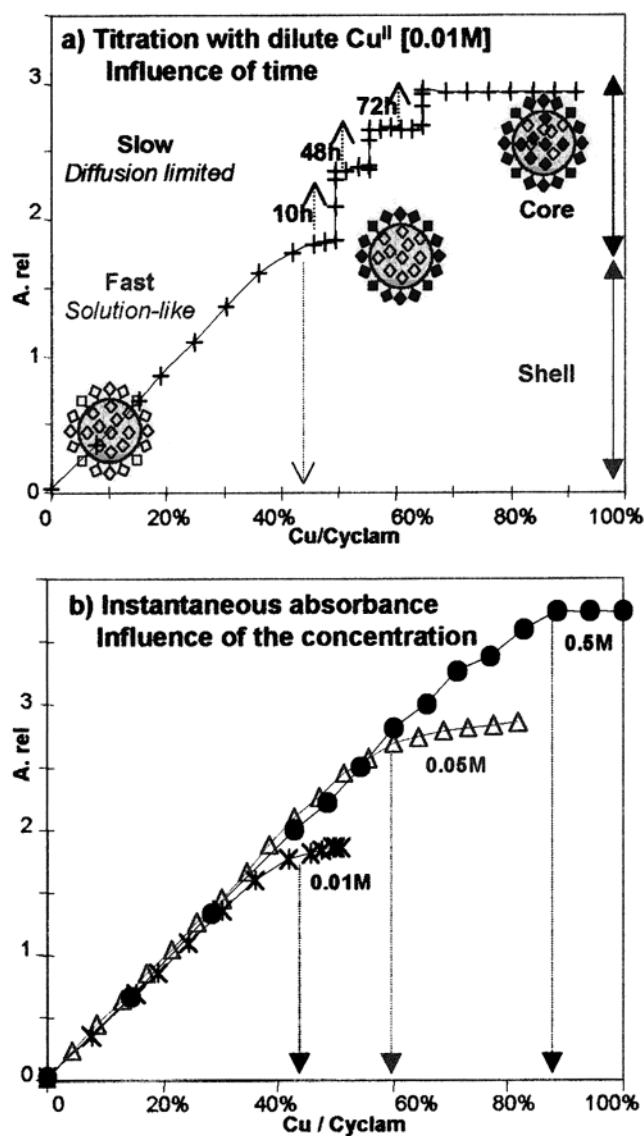 a) Titration with dilute Cu^II [0.01M]
Influence of time
3
72h
48h
Slow
Diffusion limited
Core
2
10h
A. rel
Fast
Solution-like
1
Shell
0
0 20% 40% 60% 80% 100%
Cu/Cyclam
b) Instantaneous absorbance
Influence of the concentration
0.5M
3
0.05M
A. rel
2
0.01M
1
0
0 20% 40% 60% 80% 100%
Cu / Cyclam